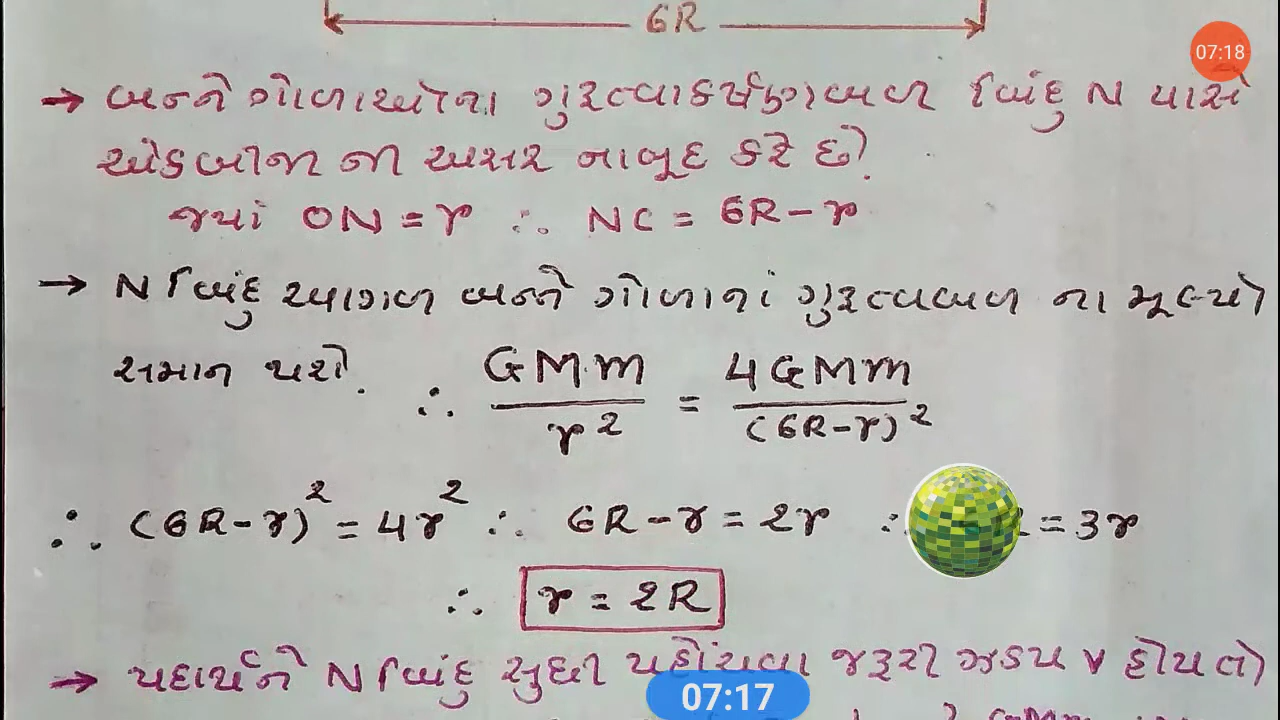 6R
07:18
→ બન્ને ગોળાઓના ગુરુત્વાકર્ષણબળ બિંદુ N પાસે
એકબીજા ની અસર નાબૂદ કરે છે.
જ્યાં ON = r ∴ NC = 6R - r
→ N બિંદુ આગળ બન્ને ગોળાનાં ગુરુત્વબળ ના મૂલ્યો
સમાન થશે. ∴ GMm / r² = 4GMm / (6R-r)²
∴ (6R-r)² = 4r² ∴ 6R-r = 2r ∴ = 3r
∴ r = 2R
→ પદાર્થને N બિંદુ સુધી પહોંચવા જરૂરી ઝડપ v હોય તો
07:17